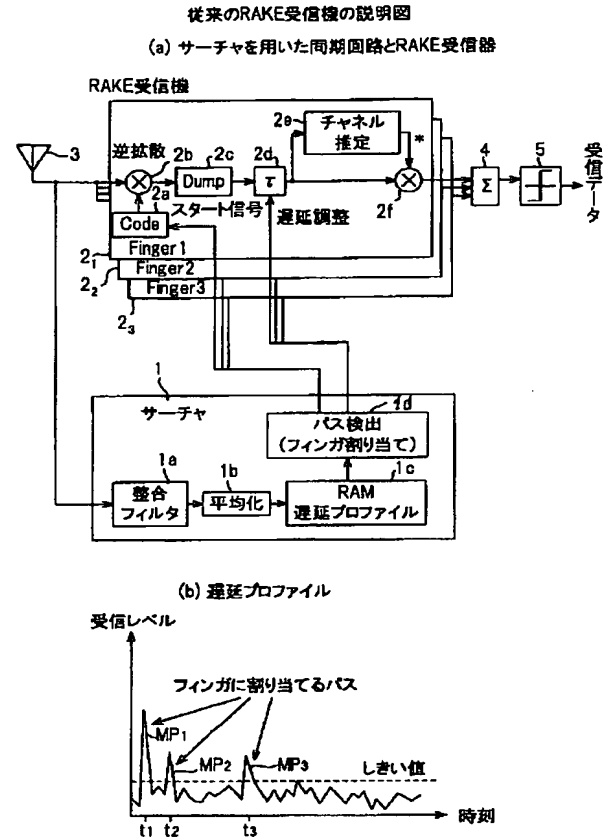 従来のRAKE受信機の説明図
(a) サーチャを用いた同期回路とRAKE受信器
RAKE受信機
3
逆拡散
2b
2c
2d
2e
チャネル
推定
*
4
5
受信データ
Dump
τ
2f
Σ
2a
Code
スタート信号
遅延調整
2₁
Finger1
2₂
Finger2
2₃
Finger3
1
サーチャ
1d
パス検出
(フィンガ割り当て)
1a
整合
フィルタ
1b
平均化
1c
RAM
遅延プロファイル
(b) 遅延プロファイル
受信レベル
フィンガに割り当てるパス
MP₁
MP₂
MP₃
しきい値
t₁
t₂
t₃
時刻